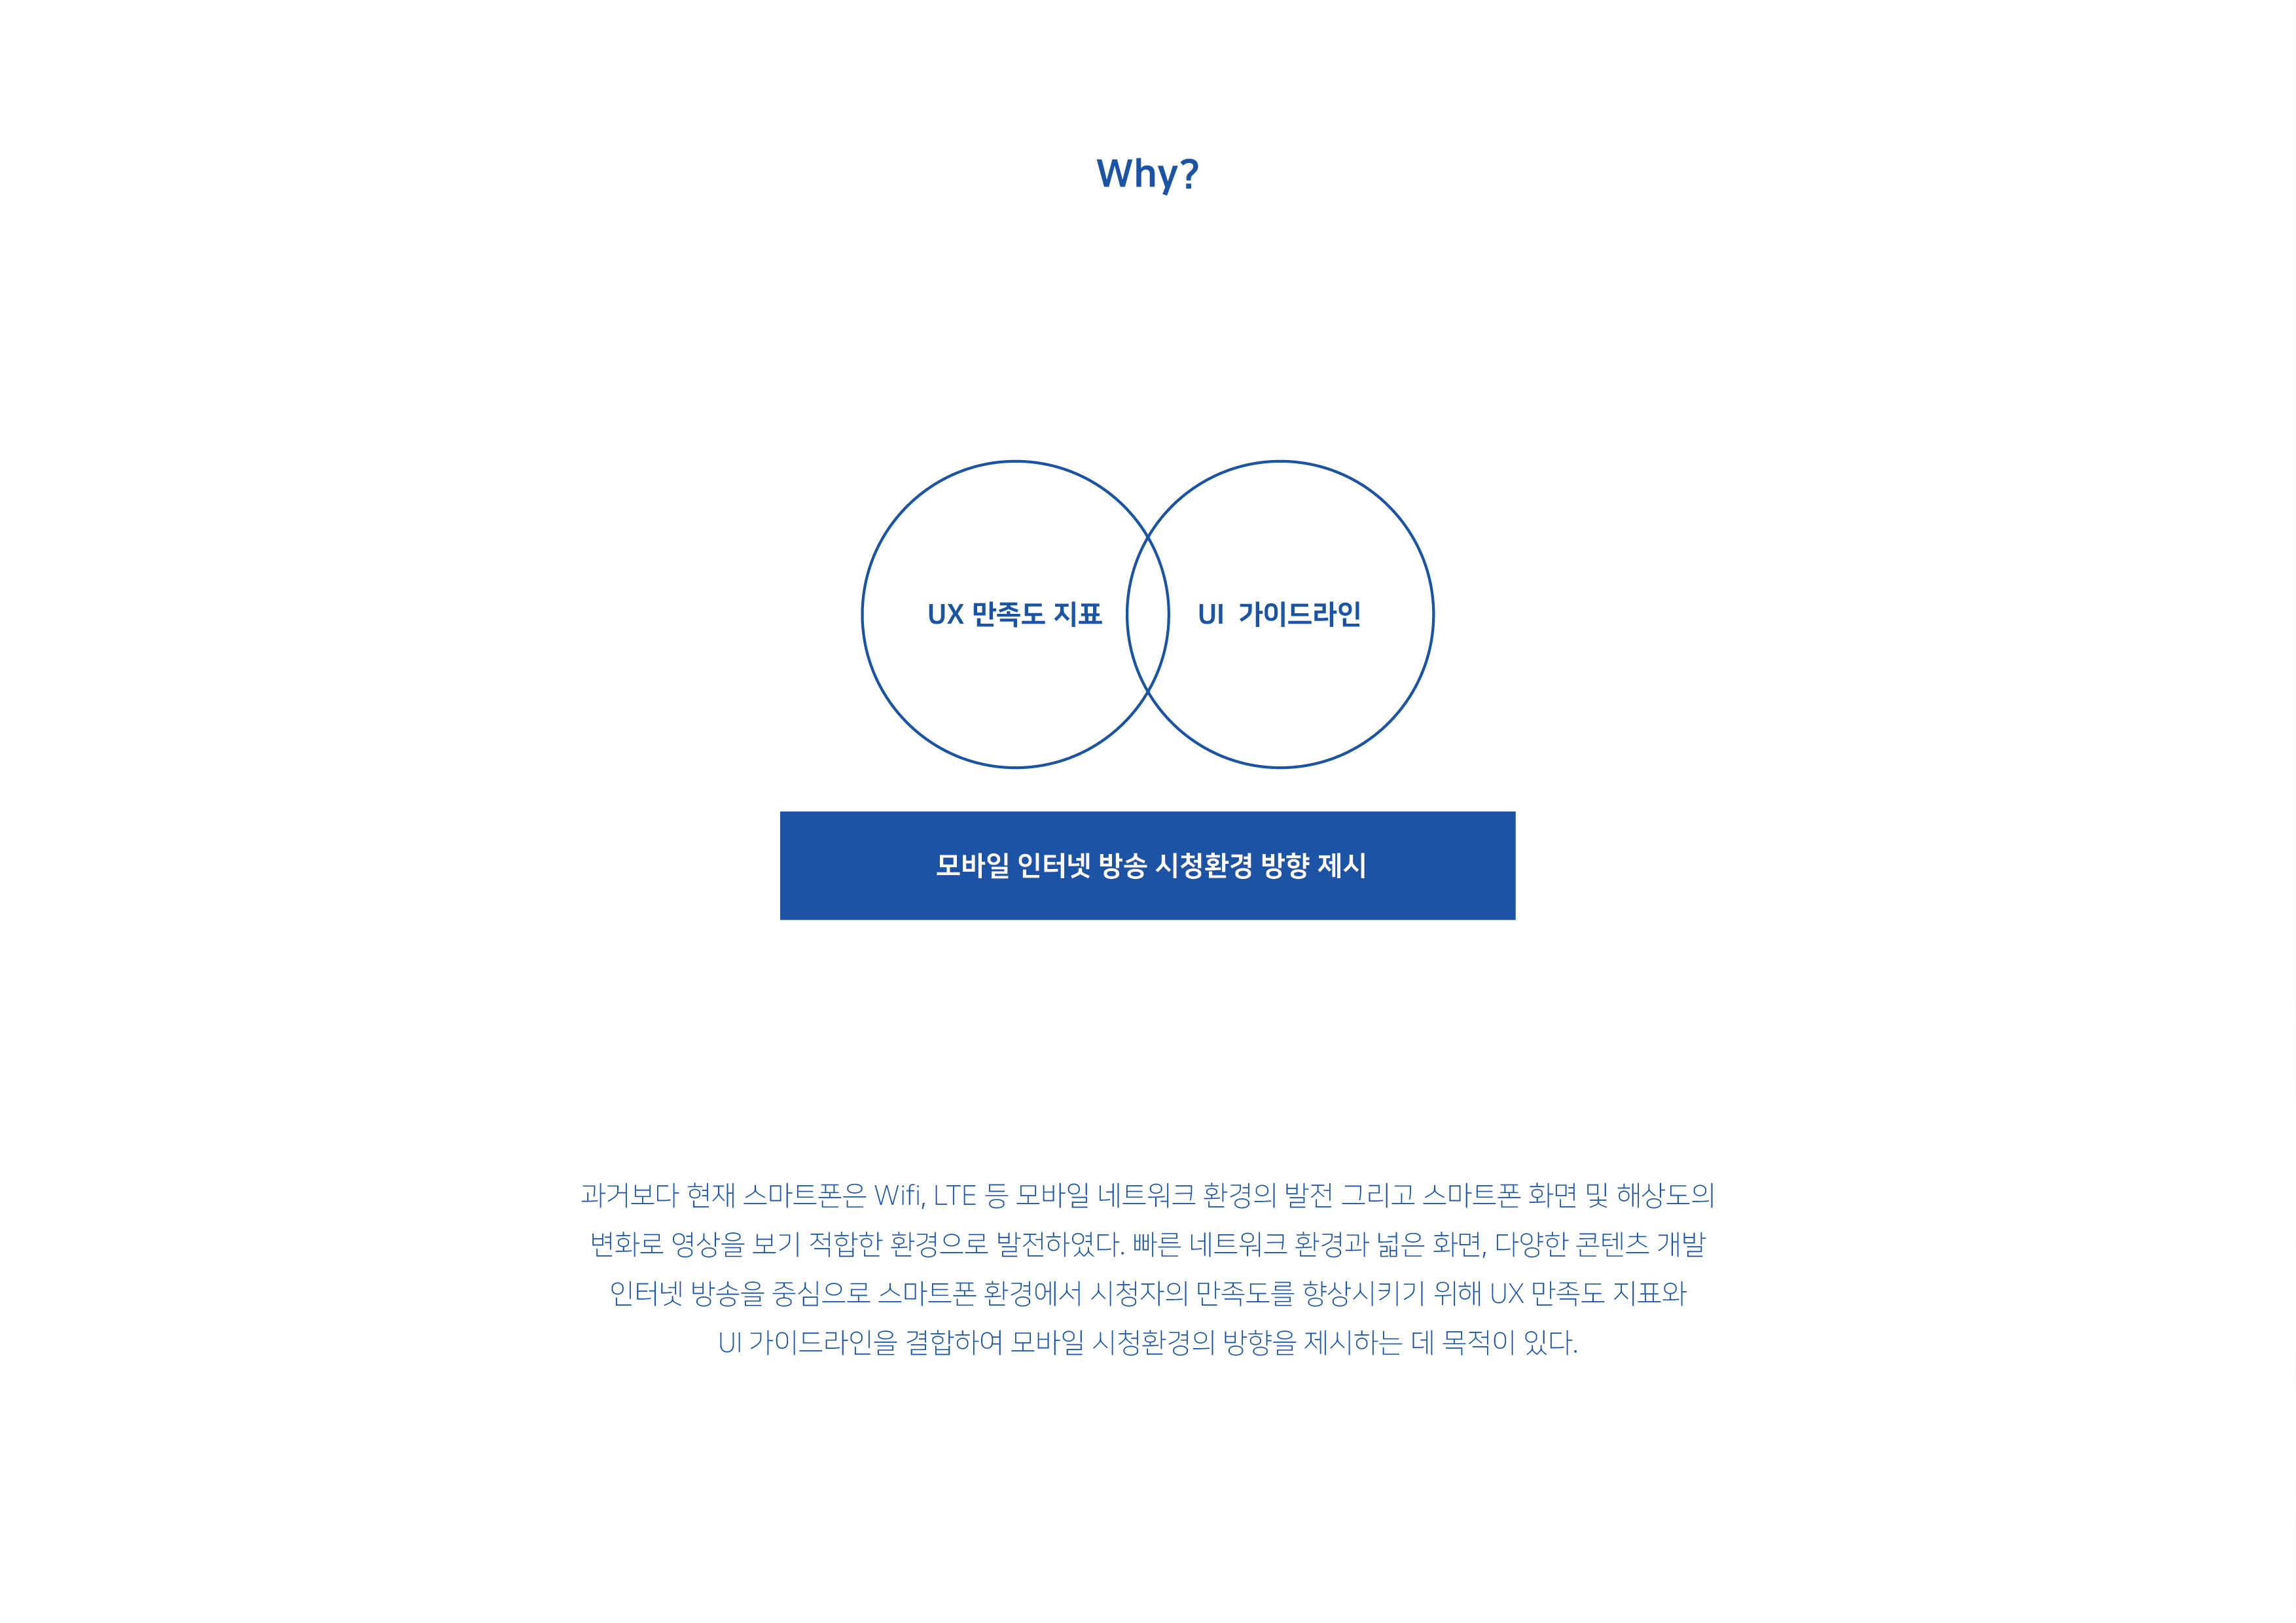 Why?
UX 만족도 지표
UI 가이드라인
모바일 인터넷 방송 시청환경 방향 제시
과거보다 현재 스마트폰은 Wifi, LTE 등 모바일 네트워크 환경의 발전 그리고 스마트폰 화면 및 해상도의
변화로 영상을 보기 적합한 환경으로 발전하였다. 빠른 네트워크 환경과 넓은 화면, 다양한 콘텐츠 개발
인터넷 방송을 중심으로 스마트폰 환경에서 시청자의 만족도를 향상시키기 위해 UX 만족도 지표와
UI 가이드라인을 결합하여 모바일 시청환경의 방향을 제시하는 데 목적이 있다.